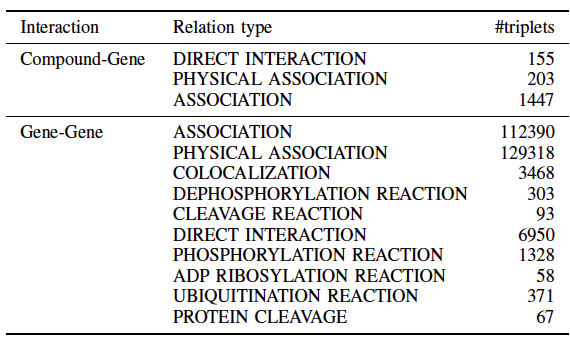 Interaction Relation type #triplets
Compound-Gene DIRECT INTERACTION 155
PHYSICAL ASSOCIATION 203
ASSOCIATION 1447
Gene-Gene ASSOCIATION 112390
PHYSICAL ASSOCIATION 129318
COLOCALIZATION 3468
DEPHOSPHORYLATION REACTION 303
CLEAVAGE REACTION 93
DIRECT INTERACTION 6950
PHOSPHORYLATION REACTION 1328
ADP RIBOSYLATION REACTION 58
UBIQUITINATION REACTION 371
PROTEIN CLEAVAGE 67